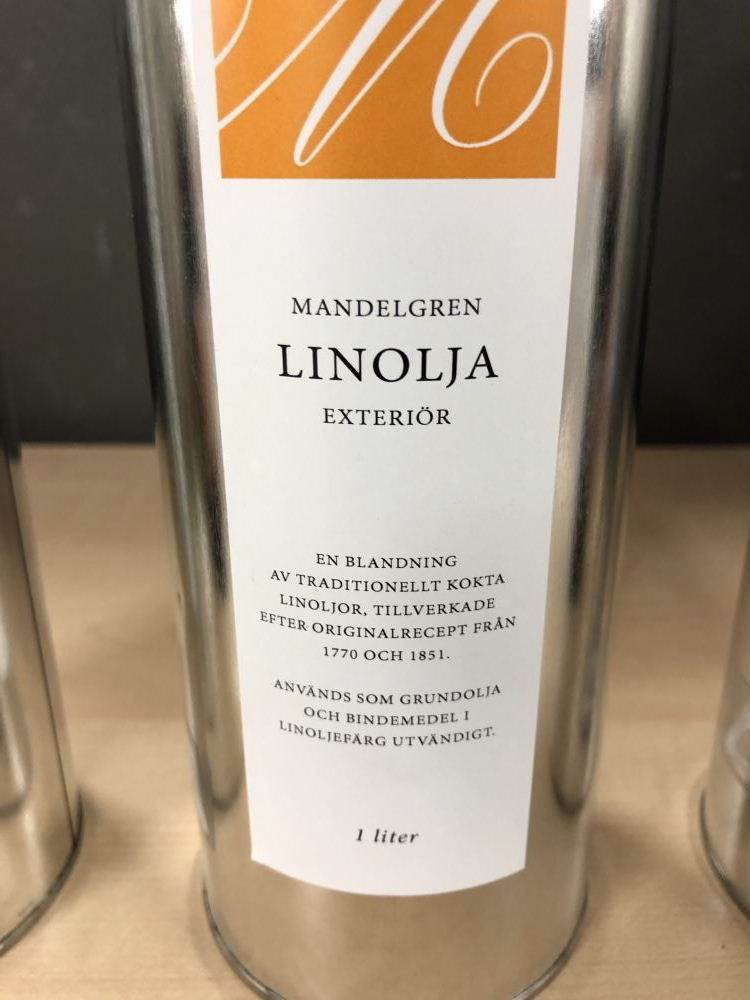 M
MANDELGREN
LINOLJA
EXTERIÖR
EN BLANDNING
AV TRADITIONELLT KOKTA
LINOLJOR, TILLVERKADE
EFTER ORIGINALRECEPT FRÅN
1770 OCH 1851.
ANVÄNDS SOM GRUNDOLJA
OCH BINDEMEDEL I
LINOLJEFÄRG UTVÄNDIGT.
1 liter